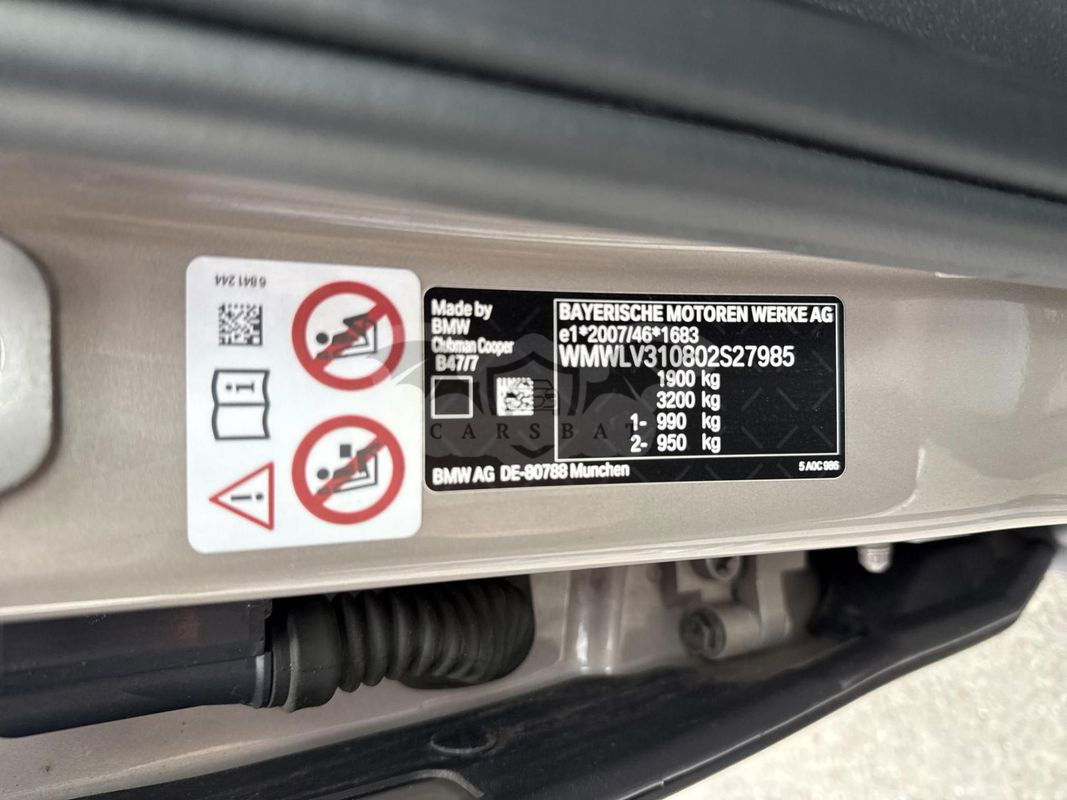 6 841 244
i
!
Made by
BMW
Clubman Cooper
B47/7
BAYERISCHE MOTOREN WERKE AG
e1*2007/46*1683
WMWLV310802S27985
1900 kg
3200 kg
1- 990 kg
2- 950 kg
BMW AG DE-80788 Munchen
5 A0C 986
CARSBAT